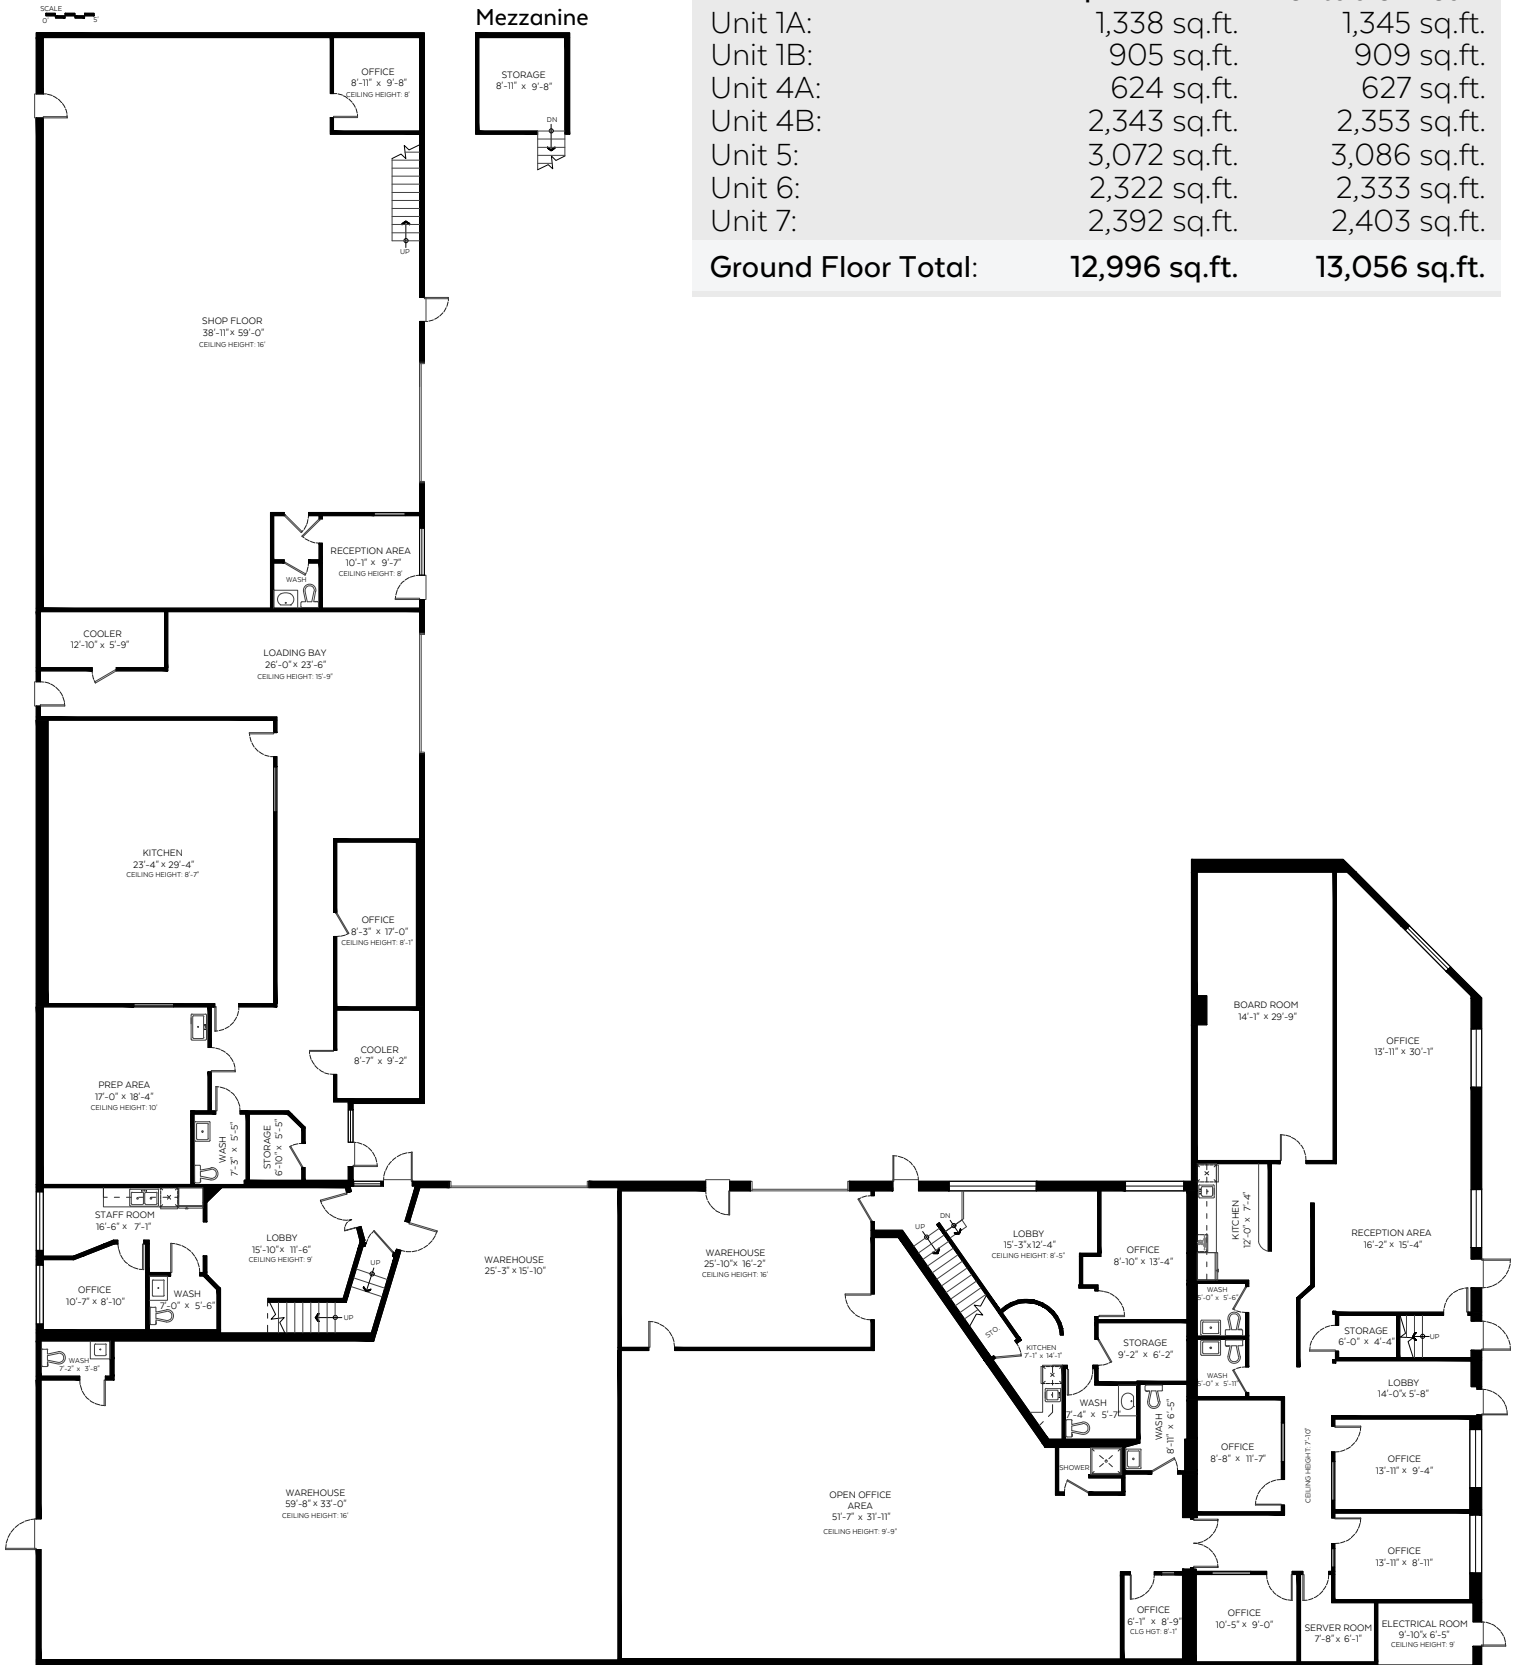 SCALE
0' 5'
Mezzanine
STORAGE
8'-11" x 9'-8"
DN
Unit 1A: 1,338 sq.ft. 1,345 sq.ft.
Unit 1B: 905 sq.ft. 909 sq.ft.
Unit 4A: 624 sq.ft. 627 sq.ft.
Unit 4B: 2,343 sq.ft. 2,353 sq.ft.
Unit 5: 3,072 sq.ft. 3,086 sq.ft.
Unit 6: 2,322 sq.ft. 2,333 sq.ft.
Unit 7: 2,392 sq.ft. 2,403 sq.ft.
Ground Floor Total: 12,996 sq.ft. 13,056 sq.ft.
OFFICE
8'-11" x 9'-8"
CEILING HEIGHT: 8'
UP
SHOP FLOOR
38'-11" x 59'-0"
CEILING HEIGHT: 16'
RECEPTION AREA
10'-1" x 9'-7"
CEILING HEIGHT: 8'
WASH
COOLER
12'-10" x 5'-9"
LOADING BAY
26'-0" x 23'-6"
CEILING HEIGHT: 15'-9"
KITCHEN
23'-4" x 29'-4"
CEILING HEIGHT: 8'-7"
OFFICE
8'-3" x 17'-0"
CEILING HEIGHT: 8'-1"
COOLER
8'-7" x 9'-2"
PREP AREA
17'-0" x 18'-4"
CEILING HEIGHT: 10'
WASH
7'-3" x 5'-5"
STORAGE
6'-10" x 5'-5"
STAFF ROOM
16'-6" x 7'-1"
LOBBY
15'-10" x 11'-6"
CEILING HEIGHT: 9'
UP
UP
OFFICE
10'-7" x 8'-10"
WASH
7'-0" x 5'-6"
WASH
7'-2" x 3'-8"
WAREHOUSE
25'-3" x 15'-10"
WAREHOUSE
59'-8" x 33'-0"
CEILING HEIGHT: 16'
WAREHOUSE
25'-10" x 16'-2"
CEILING HEIGHT: 16'
UP
DN
LOBBY
15'-3" x 12'-4"
CEILING HEIGHT: 8'-5"
OFFICE
8'-10" x 13'-4"
STO.
KITCHEN
7'-1" x 14'-1"
STORAGE
9'-2" x 6'-2"
WASH
7'-4" x 5'-7"
WASH
8'-11" x 6'-5"
SHOWER
OPEN OFFICE
AREA
51'-7" x 31'-11"
CEILING HEIGHT: 9'-9"
OFFICE
6'-1" x 8'-9"
CLG HGT: 8'-1"
BOARD ROOM
14'-1" x 29'-9"
OFFICE
13'-11" x 30'-1"
KITCHEN
12'-0" x 7'-4"
RECEPTION AREA
16'-2" x 15'-4"
WASH
5'-0" x 5'-6"
WASH
5'-0" x 5'-11"
STORAGE
6'-0" x 4'-4"
UP
LOBBY
14'-0" x 5'-8"
OFFICE
8'-8" x 11'-7"
CEILING HEIGHT: 7'-10"
OFFICE
13'-11" x 9'-4"
OFFICE
13'-11" x 8'-11"
OFFICE
10'-5" x 9'-0"
SERVER ROOM
7'-8" x 6'-1"
ELECTRICAL ROOM
9'-10" x 6'-5"
CEILING HEIGHT: 9'